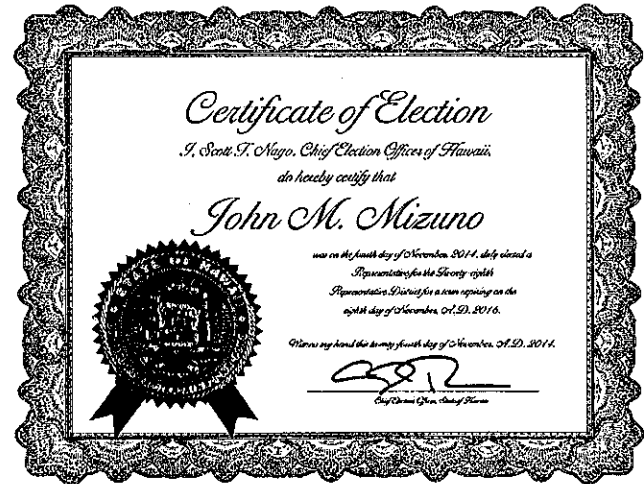 Certificate of Election
I, Scott T. Nago, Chief Election Officer of Hawaii,
do hereby certify that
John M. Mizuno
was on the fourth day of November, 2014, duly elected a
Representative for the Twenty-eighth
Representative District for a term expiring on the
eighth day of November, A.D. 2016.
Witness my hand this twenty fourth day of November, A.D. 2014.
Chief Election Officer, State of Hawaii
STATE OF HAWAII